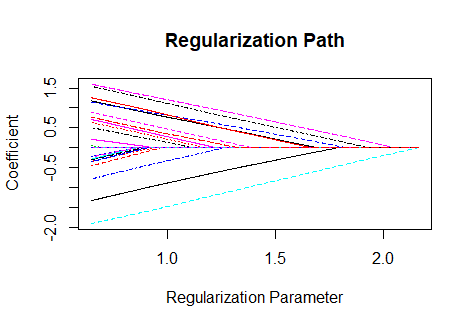 Regularization Path
Coefficient
1.5
0.5
-0.5
-2.0
1.0 1.5 2.0
Regularization Parameter